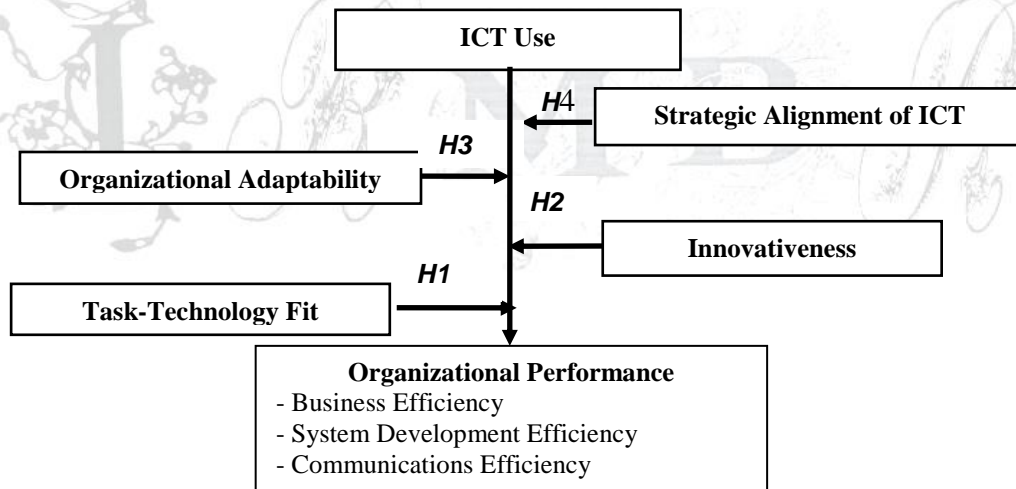 ICT Use
H4
Strategic Alignment of ICT
H3
Organizational Adaptability
H2
Innovativeness
H1
Task-Technology Fit
Organizational Performance
- Business Efficiency
- System Development Efficiency
- Communications Efficiency